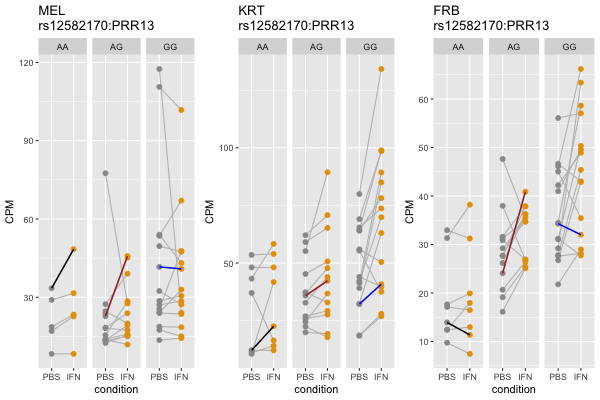 MEL
rs12582170:PRR13
AA
AG
GG
CPM
120
90
60
30
PBS IFN PBS IFN PBS IFN
condition
KRT
rs12582170:PRR13
AA
AG
GG
CPM
100
50
PBS IFN PBS IFN PBS IFN
condition
FRB
rs12582170:PRR13
AA
AG
GG
CPM
60
50
40
30
20
10
PBS IFN PBS IFN PBS IFN
condition